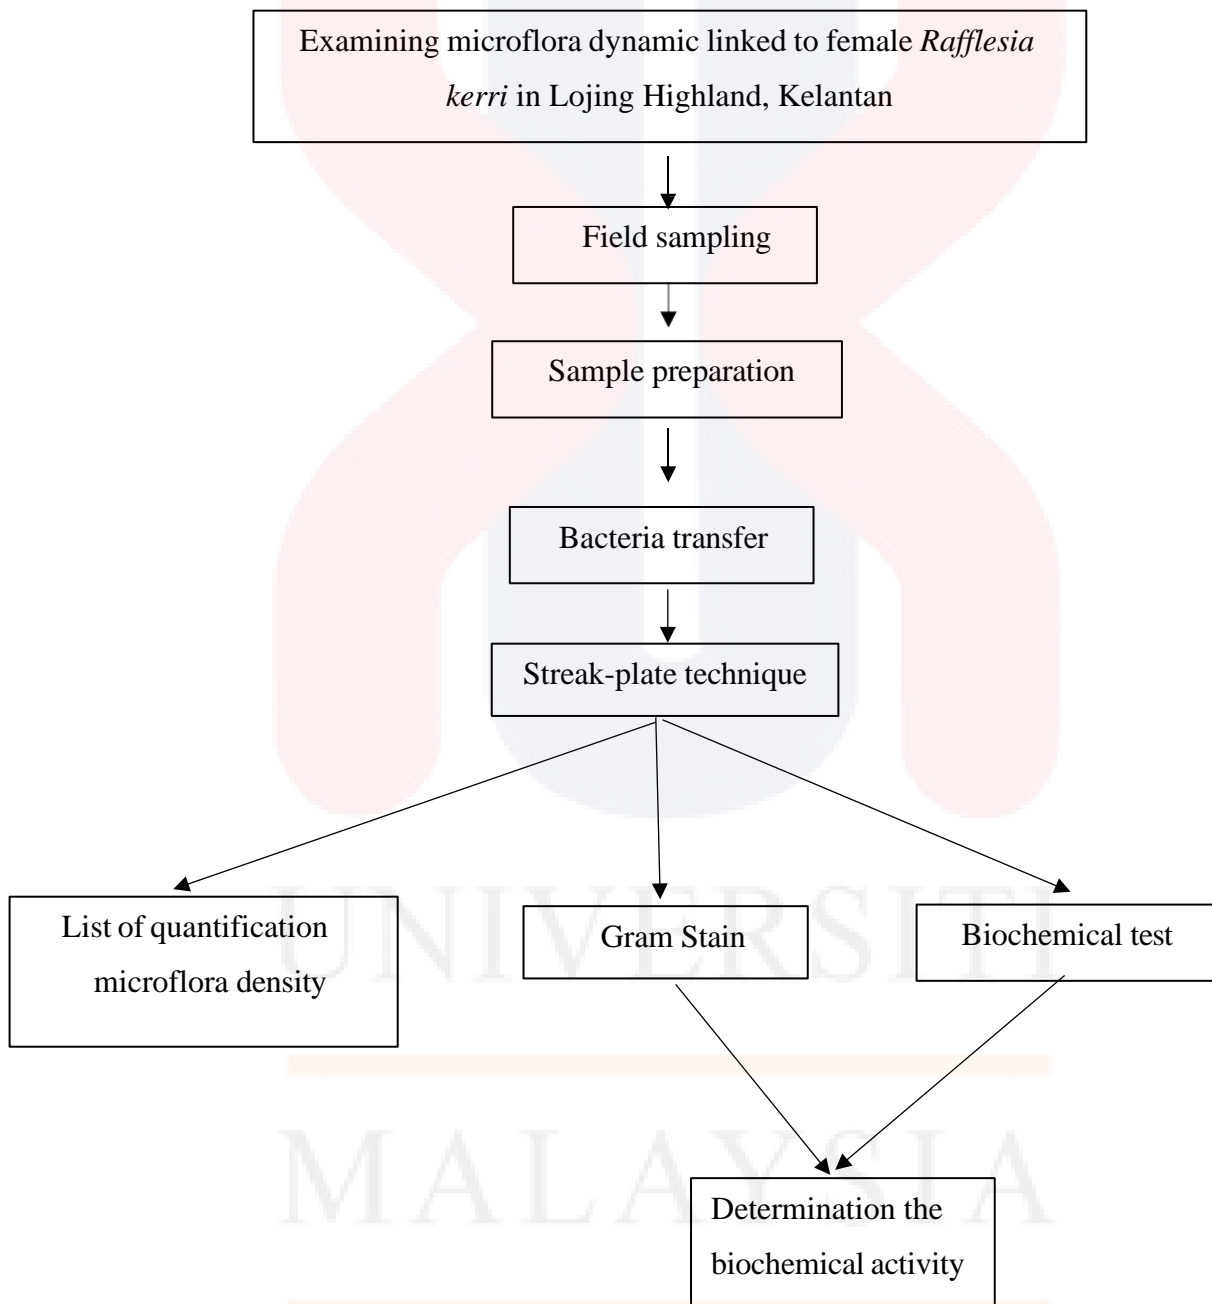 Examining microflora dynamic linked to female Rafflesia
kerri in Lojing Highland, Kelantan
Field sampling
Sample preparation
Bacteria transfer
Streak-plate technique
List of quantification
microflora density
Gram Stain
Biochemical test
UNIVERSITI
MALAYSIA
Determination the
biochemical activity